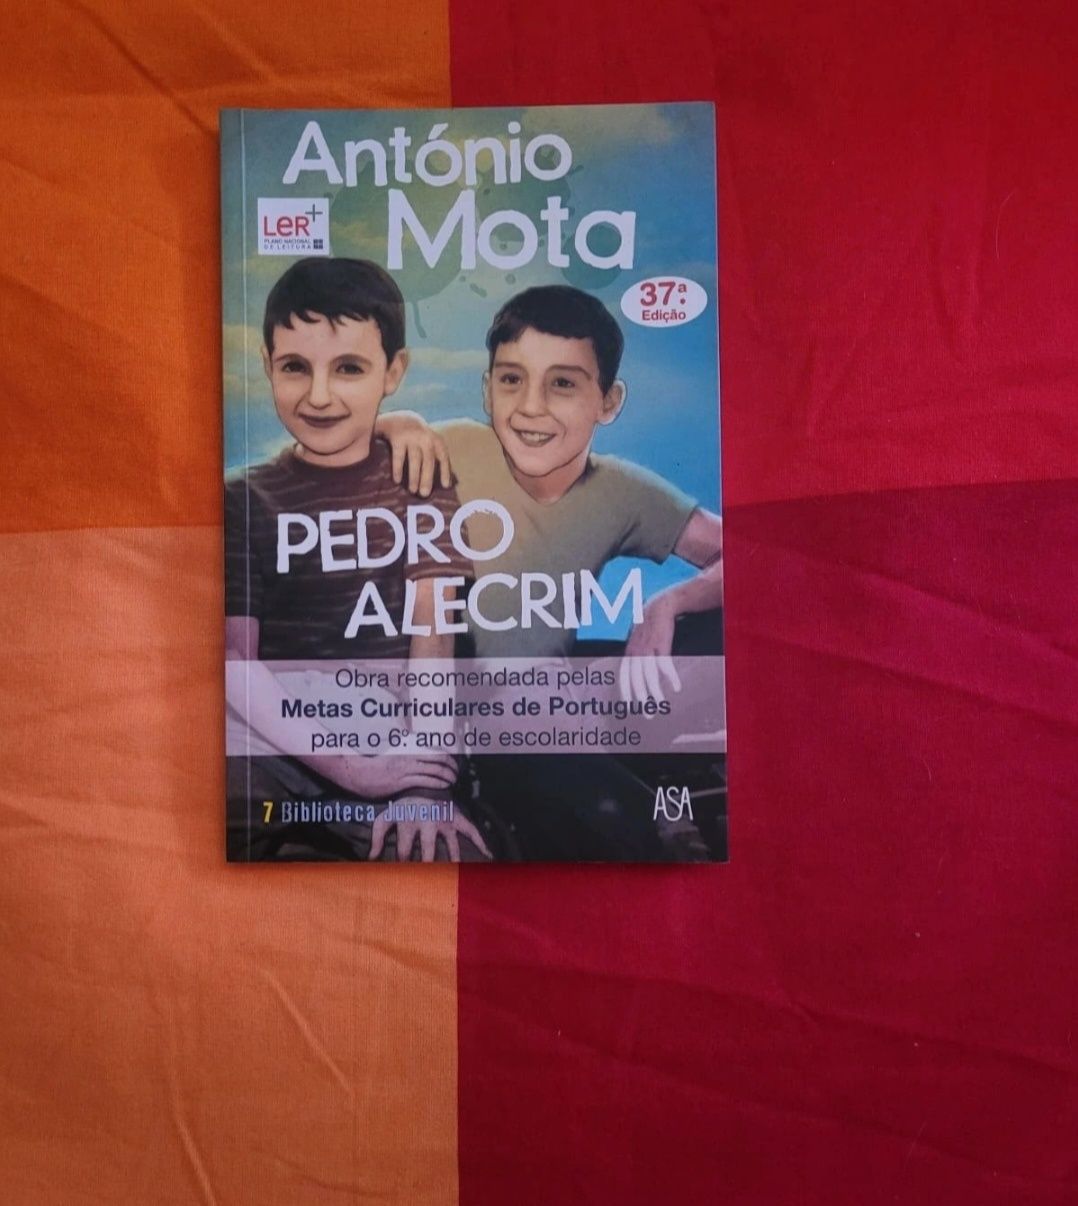 António
Mota
LeR+
PLANO NACIONAL
DE LEITURA
37.ª
Edição
PEDRO
ALECRIM
Obra recomendada pelas
Metas Curriculares de Português
para o 6.º ano de escolaridade
7 Biblioteca Juvenil
ASA